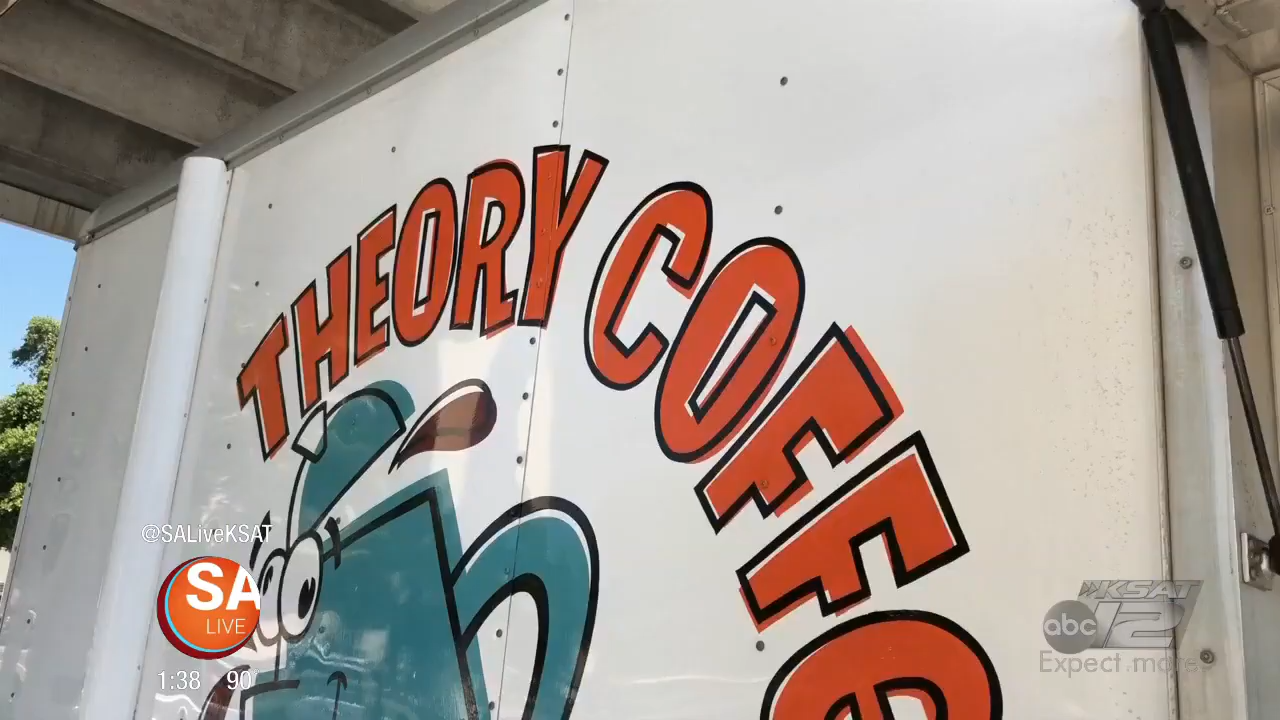 THEORY COFFe
@SALiveKSAT
SA
LIVE
1:38 90
KSAT
abc 12
Expect.more